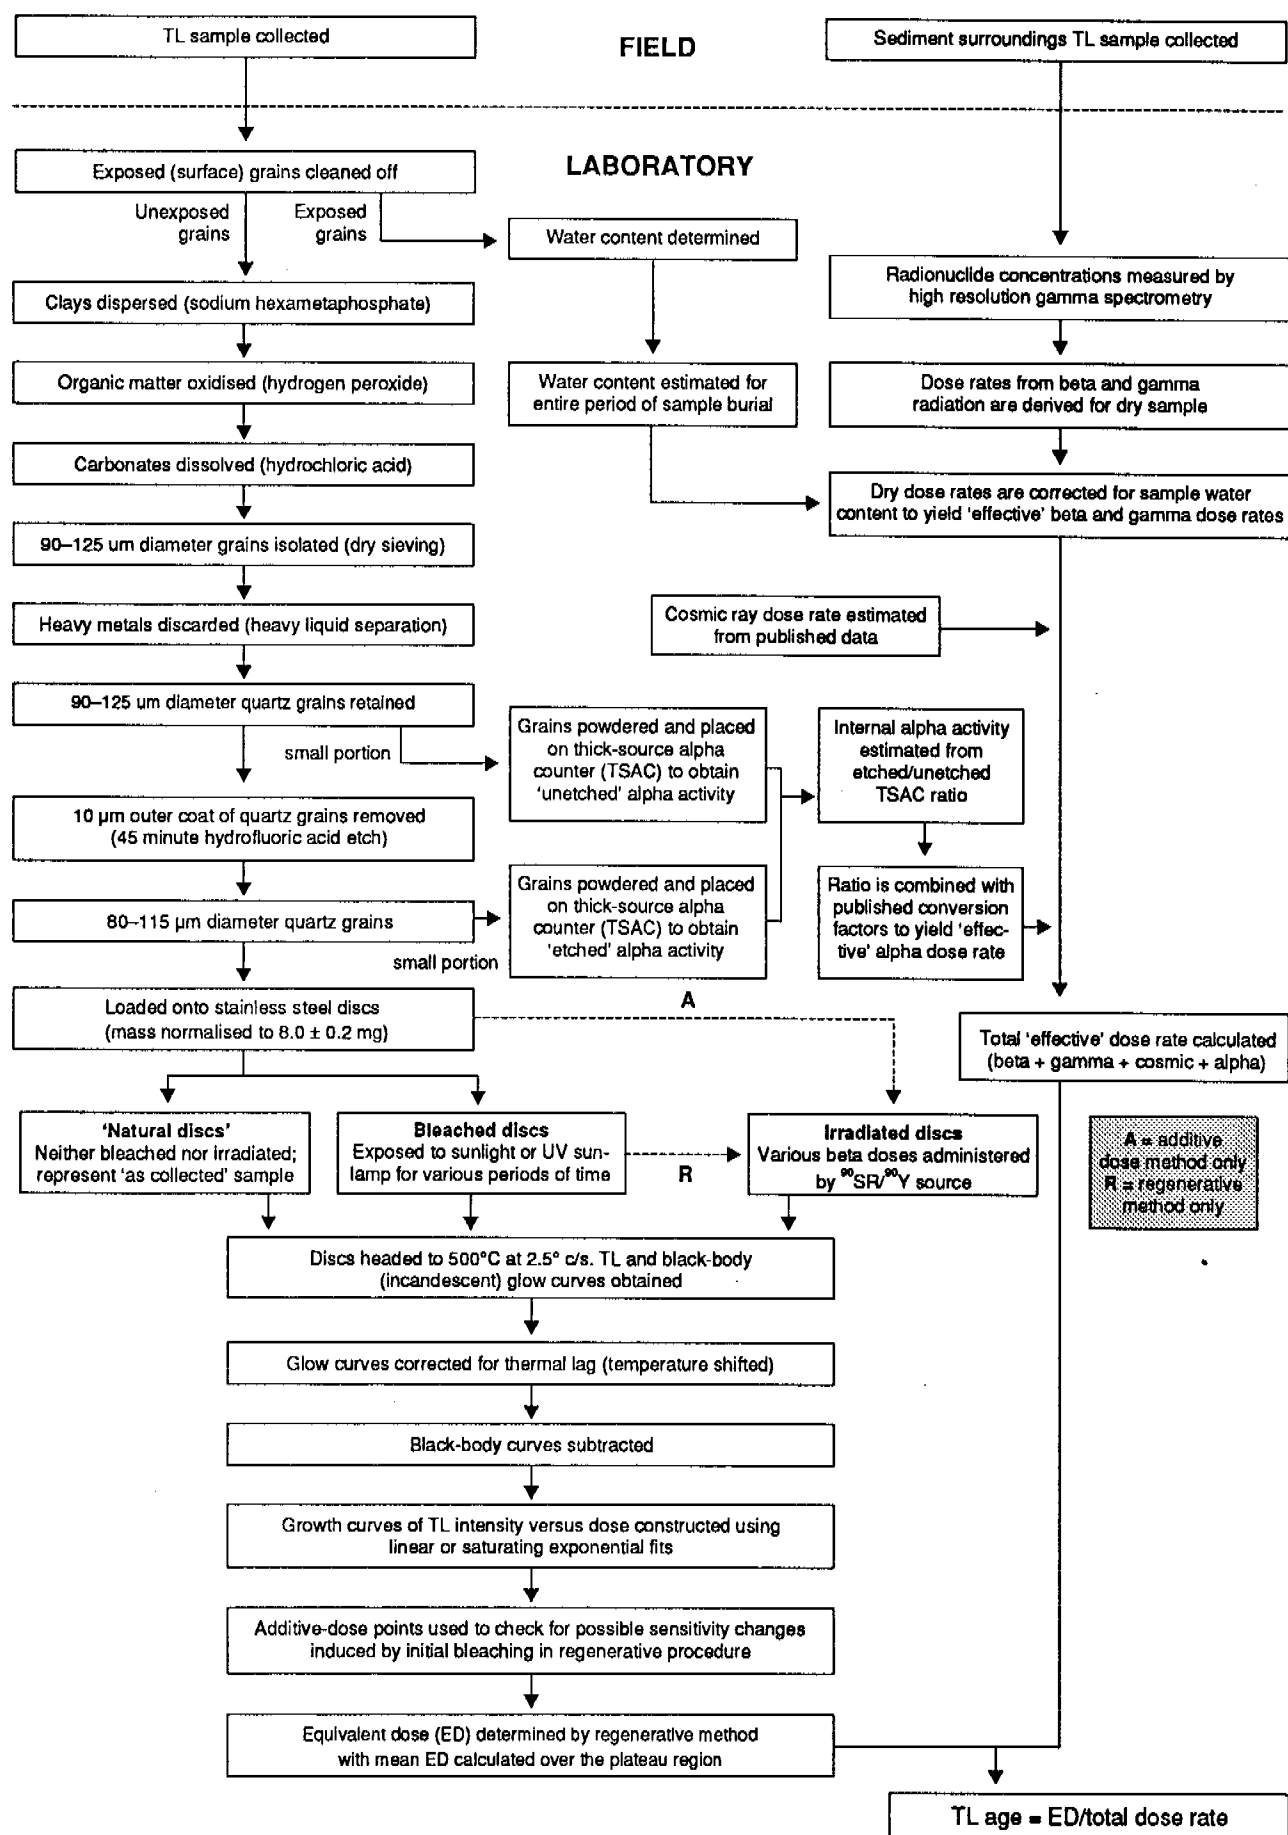 TL sample collected
FIELD
Sediment surroundings TL sample collected
LABORATORY
Exposed (surface) grains cleaned off
Unexposed
grains
Exposed
grains
Water content determined
Radionuclide concentrations measured by
high resolution gamma spectrometry
Clays dispersed (sodium hexametaphosphate)
Organic matter oxidised (hydrogen peroxide)
Water content estimated for
entire period of sample burial
Dose rates from beta and gamma
radiation are derived for dry sample
Carbonates dissolved (hydrochloric acid)
Dry dose rates are corrected for sample water
content to yield ‘effective’ beta and gamma dose rates
90–125 um diameter grains isolated (dry sieving)
Heavy metals discarded (heavy liquid separation)
Cosmic ray dose rate estimated
from published data
90–125 um diameter quartz grains retained
small portion
Grains powdered and placed
on thick-source alpha
counter (TSAC) to obtain
‘unetched’ alpha activity
Internal alpha activity
estimated from
etched/unetched
TSAC ratio
10 µm outer coat of quartz grains removed
(45 minute hydrofluoric acid etch)
80–115 µm diameter quartz grains
small portion
Grains powdered and placed
on thick-source alpha
counter (TSAC) to obtain
‘etched’ alpha activity
Ratio is combined with
published conversion
factors to yield ‘effec-
tive’ alpha dose rate
Loaded onto stainless steel discs
(mass normalised to 8.0 ± 0.2 mg)
A
Total ‘effective’ dose rate calculated
(beta + gamma + cosmic + alpha)
‘Natural discs’
Neither bleached nor irradiated;
represent ‘as collected’ sample
Bleached discs
Exposed to sunlight or UV sun-
lamp for various periods of time
R
Irradiated discs
Various beta doses administered
by ⁹⁰SR/⁹⁰Y source
A = additive
dose method only
R = regenerative
method only
Discs headed to 500°C at 2.5° c/s. TL and black-body
(incandescent) glow curves obtained
Glow curves corrected for thermal lag (temperature shifted)
Black-body curves subtracted
Growth curves of TL intensity versus dose constructed using
linear or saturating exponential fits
Additive-dose points used to check for possible sensitivity changes
induced by initial bleaching in regenerative procedure
Equivalent dose (ED) determined by regenerative method
with mean ED calculated over the plateau region
TL age = ED/total dose rate